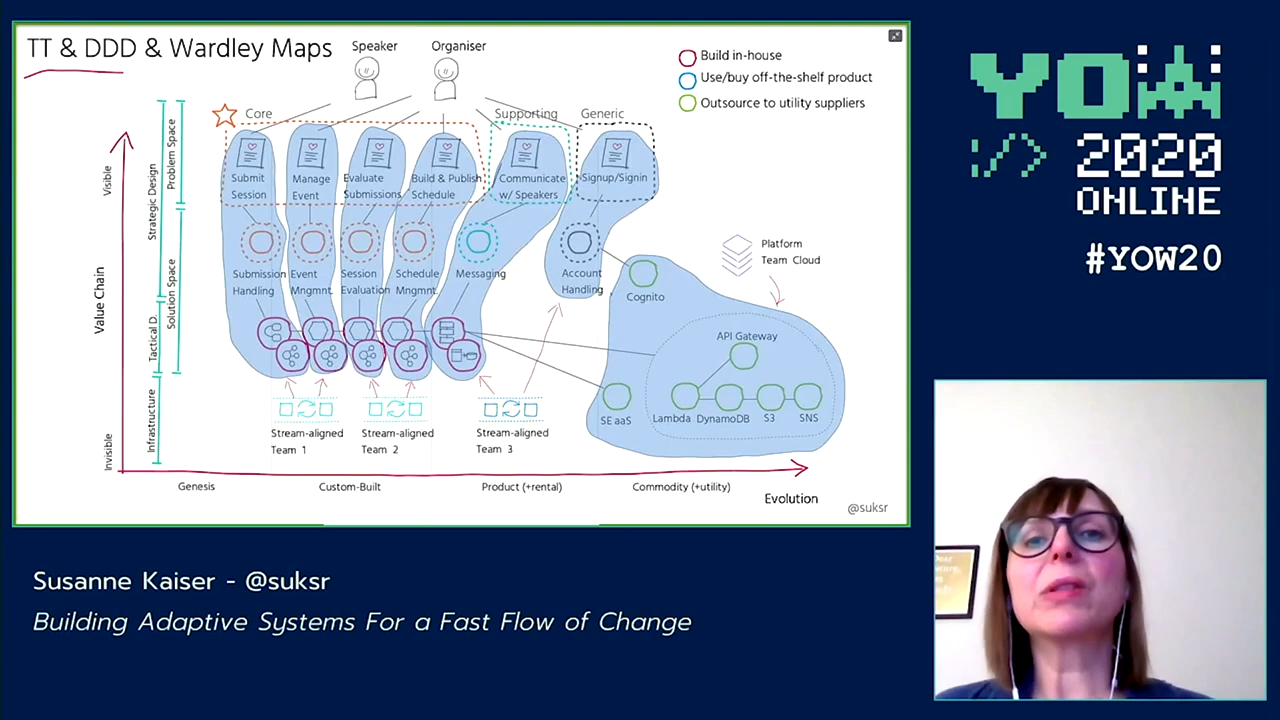 TT & DDD & Wardley Maps
Speaker
Organiser
Build in-house
Use/buy off-the-shelf product
Outsource to utility suppliers
Core
Supporting
Generic
Submit
Session
Manage
Event
Evaluate
Submissions
Build & Publish
Schedule
Communicate
w/ Speakers
Signup/Signin
Submission
Handling
Event
Mngmnt.
Session
Evaluation
Schedule
Mngmnt.
Messaging
Account
Handling
Cognito
Platform
Team Cloud
API Gateway
SE aaS
Lambda
DynamoDB
S3
SNS
Stream-aligned
Team 1
Stream-aligned
Team 2
Stream-aligned
Team 3
Value Chain
Visible
Invisible
Strategic Design
Problem Space
Solution Space
Tactical D.
Infrastructure
Genesis
Custom-Built
Product (+rental)
Commodity (+utility)
Evolution
@suksr
YOW
:/>
2020
ONLINE
#YOW20
Susanne Kaiser - @suksr
Building Adaptive Systems For a Fast Flow of Change